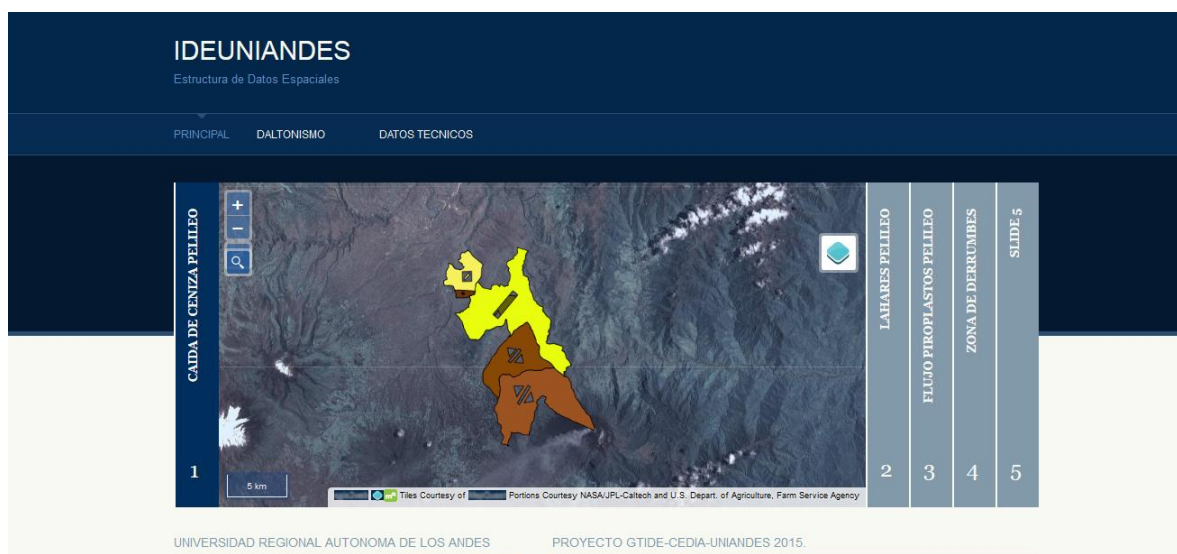 IDEUNIANDES
Estructura de Datos Espaciales
PRINCIPAL DALTONISMO DATOS TECNICOS
CAIDA DE CENIZA PELILEO
1
+
−
5 km
Tiles Courtesy of
Portions Courtesy NASA/JPL-Caltech and U.S. Depart. of Agriculture, Farm Service Agency
LAHARES PELILEO
2
FLUJO PIROPLASTOS PELILEO
3
ZONA DE DERRUMBES
4
SLIDE 5
5
UNIVERSIDAD REGIONAL AUTONOMA DE LOS ANDES
PROYECTO GTIDE-CEDIA-UNIANDES 2015.